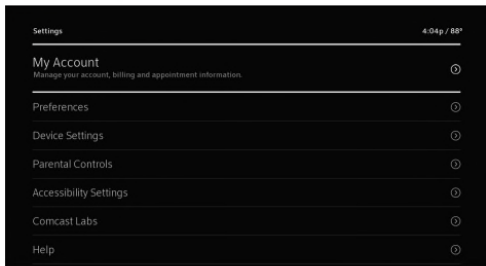 Settings 4:04p / 88°
My Account
Manage your account, billing and appointment information.
Preferences
Device Settings
Parental Controls
Accessibility Settings
Comcast Labs
Help